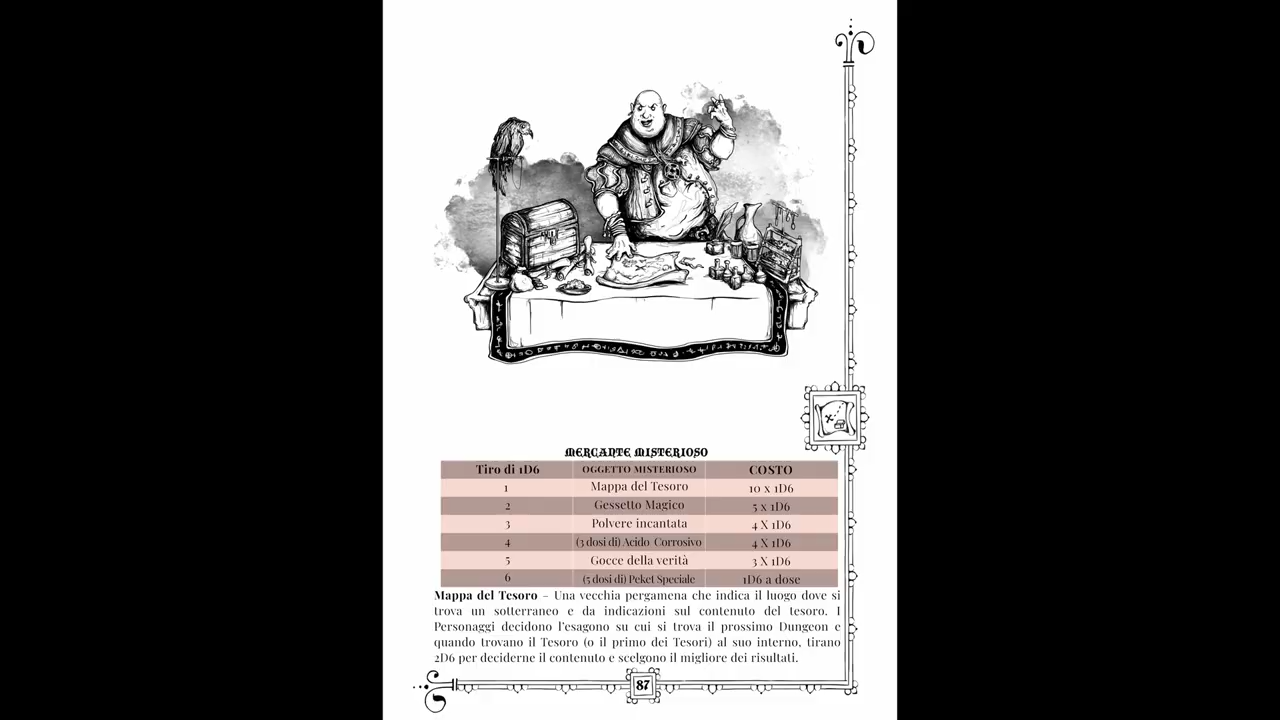 MERCANTE MISTERIOSO
Tiro di 1D6 OGGETTO MISTERIOSO COSTO
1 Mappa del Tesoro 10 x 1D6
2 Gessetto Magico 5 x 1D6
3 Polvere incantata 4 X 1D6
4 (3 dosi di) Acido Corrosivo 4 X 1D6
5 Gocce della verità 3 X 1D6
6 (5 dosi di) Peket Speciale 1D6 a dose
Mappa del Tesoro – Una vecchia pergamena che indica il luogo dove si
trova un sotterraneo e da indicazioni sul contenuto del tesoro. I
Personaggi decidono l'esagono su cui si trova il prossimo Dungeon e
quando trovano il Tesoro (o il primo dei Tesori) al suo interno, tirano
2D6 per deciderne il contenuto e scelgono il migliore dei risultati.
87